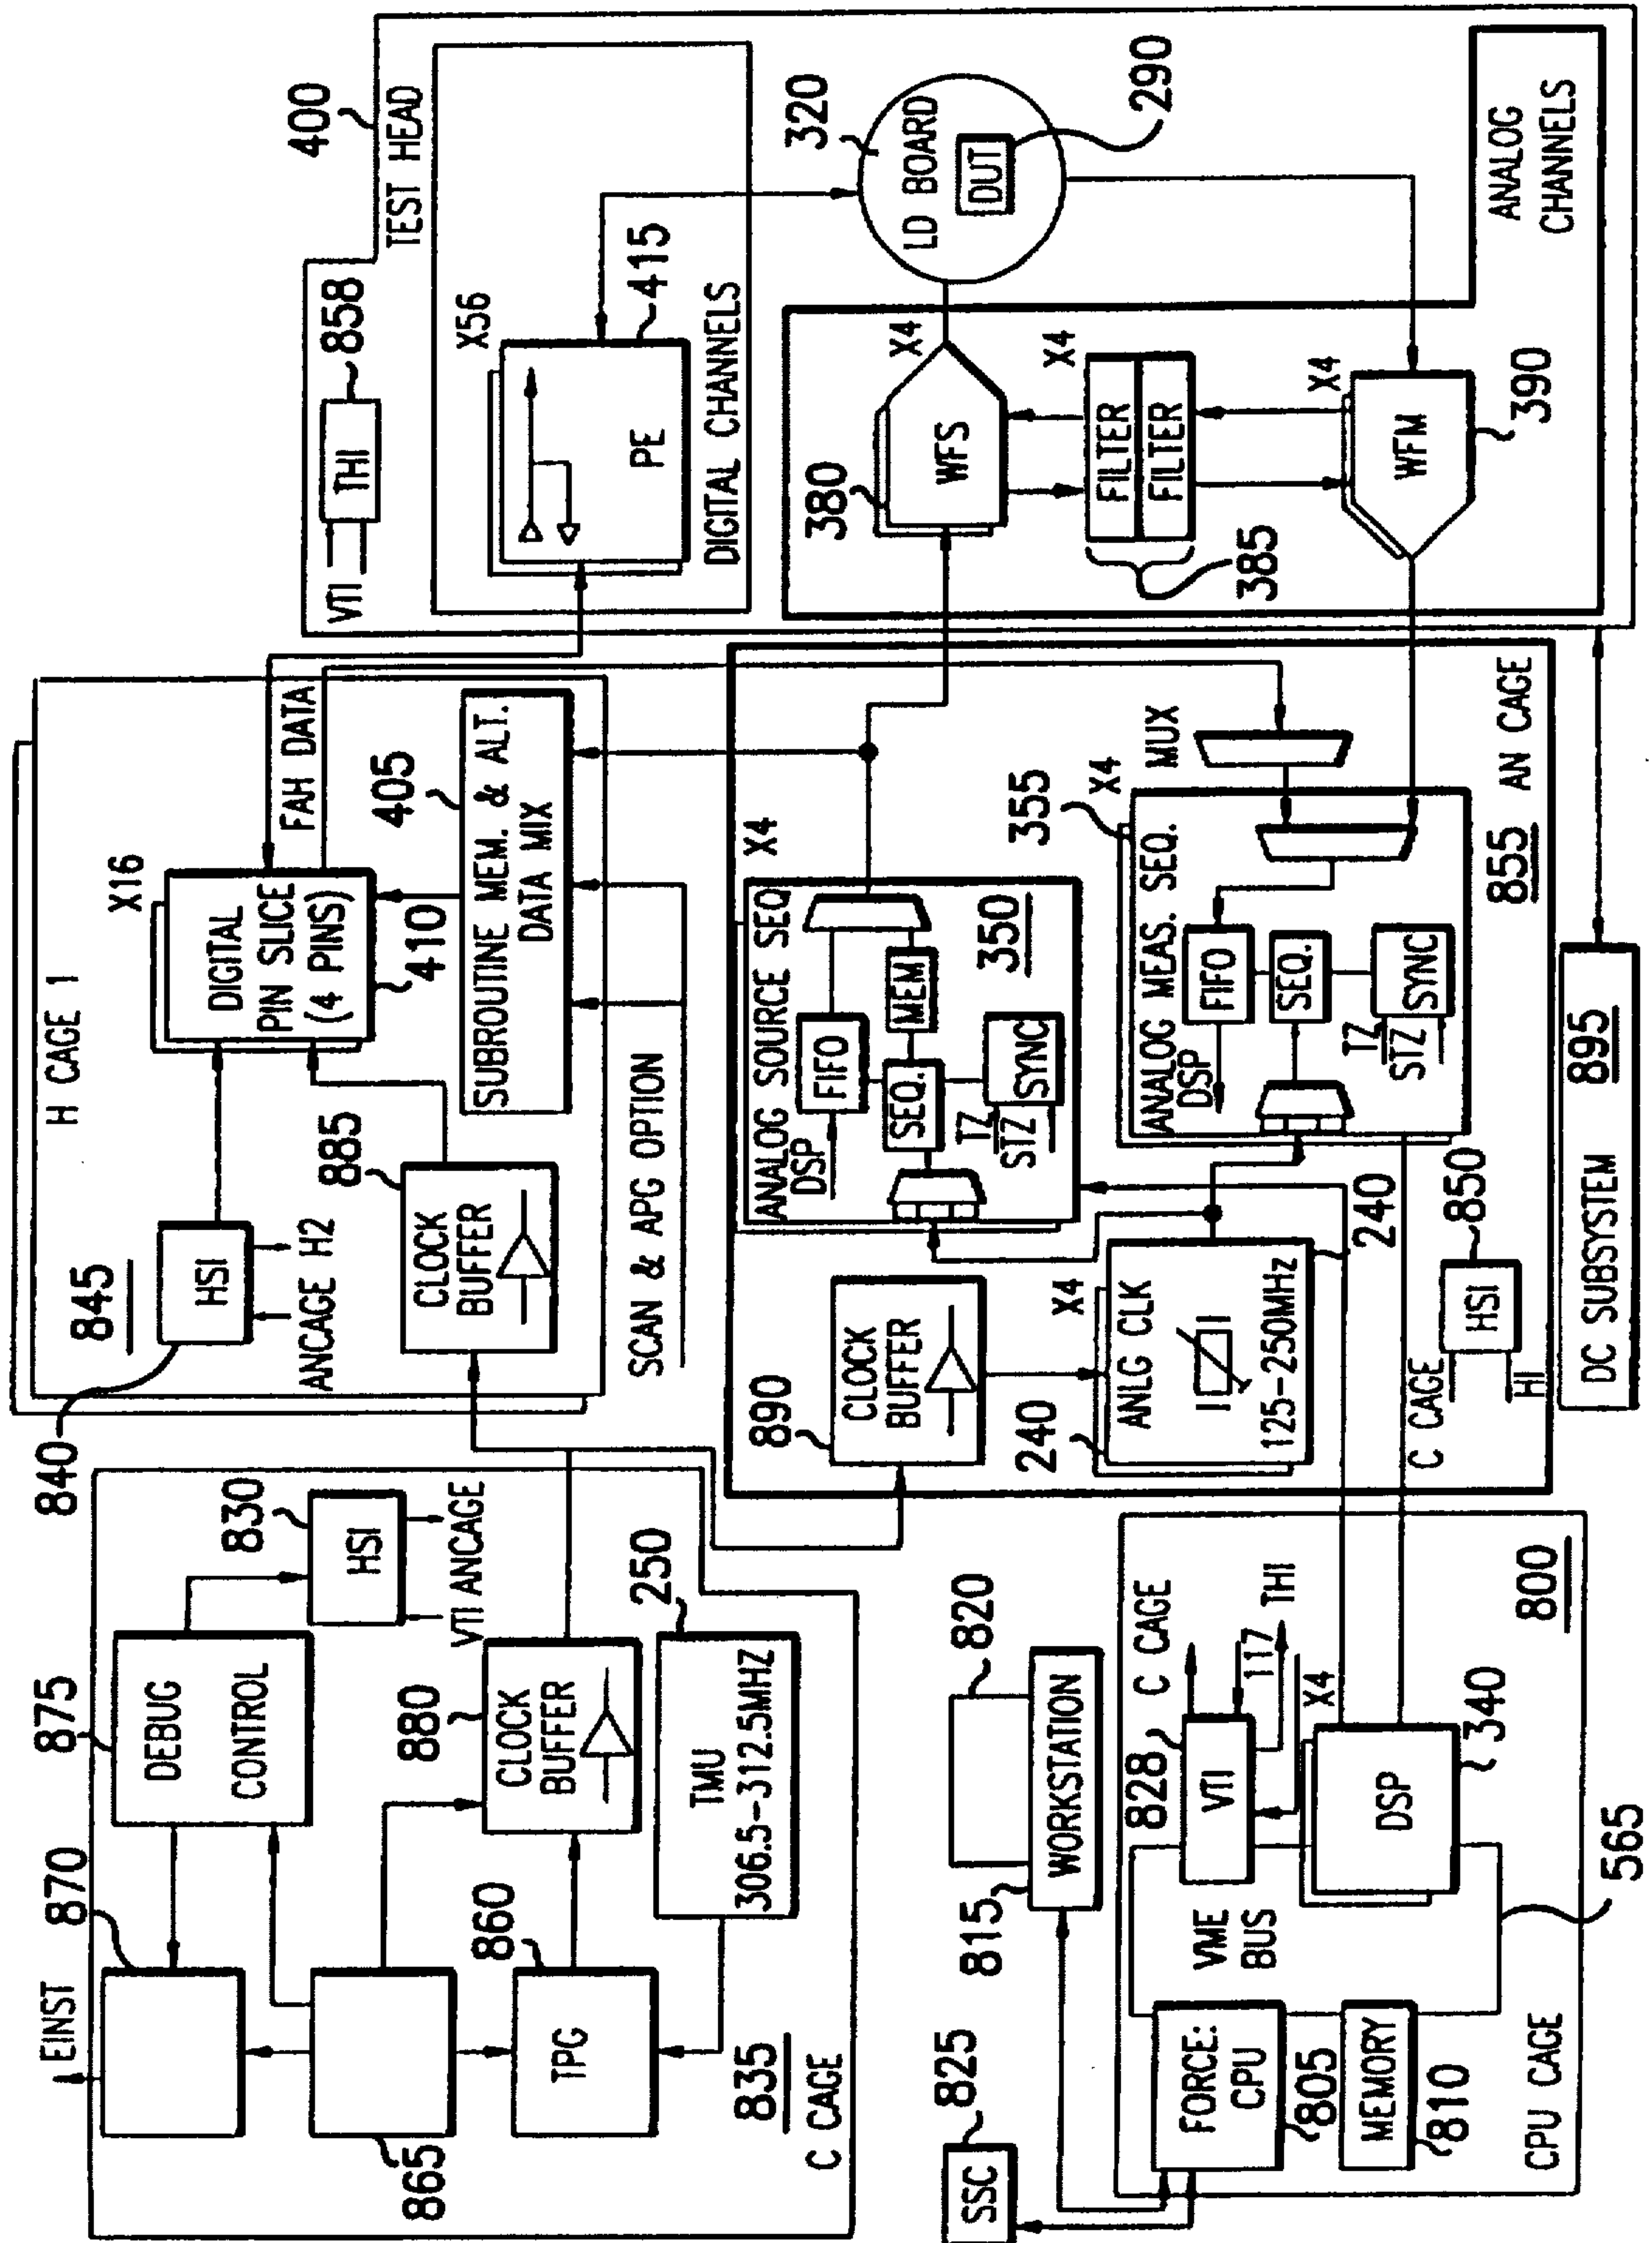 EINST
870
875
DEBUG
CONTROL
830
HSI
VTI ANCAGE
865
860
TPG
880
CLOCK
BUFFER
250
TMU
306.5-312.5MHZ
835
C CAGE
840
H CAGE 1
845
HSI
ANCAGE H2
X16
DIGITAL
PIN SLICE
(4 PINS)
410
FAH DATA
885
CLOCK
BUFFER
405
SUBROUTINE MEM. & ALT.
DATA MIX
SCAN & APG OPTION
400
TEST HEAD
VTI
THI
858
X56
PE
415
DIGITAL CHANNELS
320
LD BOARD
DUT
290
380
WFS
X4
X4
FILTER
FILTER
385
X4
WFM
390
ANALOG
CHANNELS
890
CLOCK
BUFFER
X4
ANLG CLK
125-250MHz
240
240
X4
ANALOG SOURCE SEQ
350
DSP
FIFO
MEM
SEQ.
TZ
STZ
SYNC
355
X4
MUX
ANALOG MEAS. SEQ.
DSP
FIFO
SEQ.
TZ
STZ
SYNC
855
AN CAGE
850
C CAGE
HSI
HI
DC SUBSYSTEM
895
825
SSC
815
820
WORKSTATION
828
C CAGE
VTI
117
THI
800
VME
BUS
X4
DSP
340
565
FORCE:
CPU
805
MEMORY
810
CPU CAGE